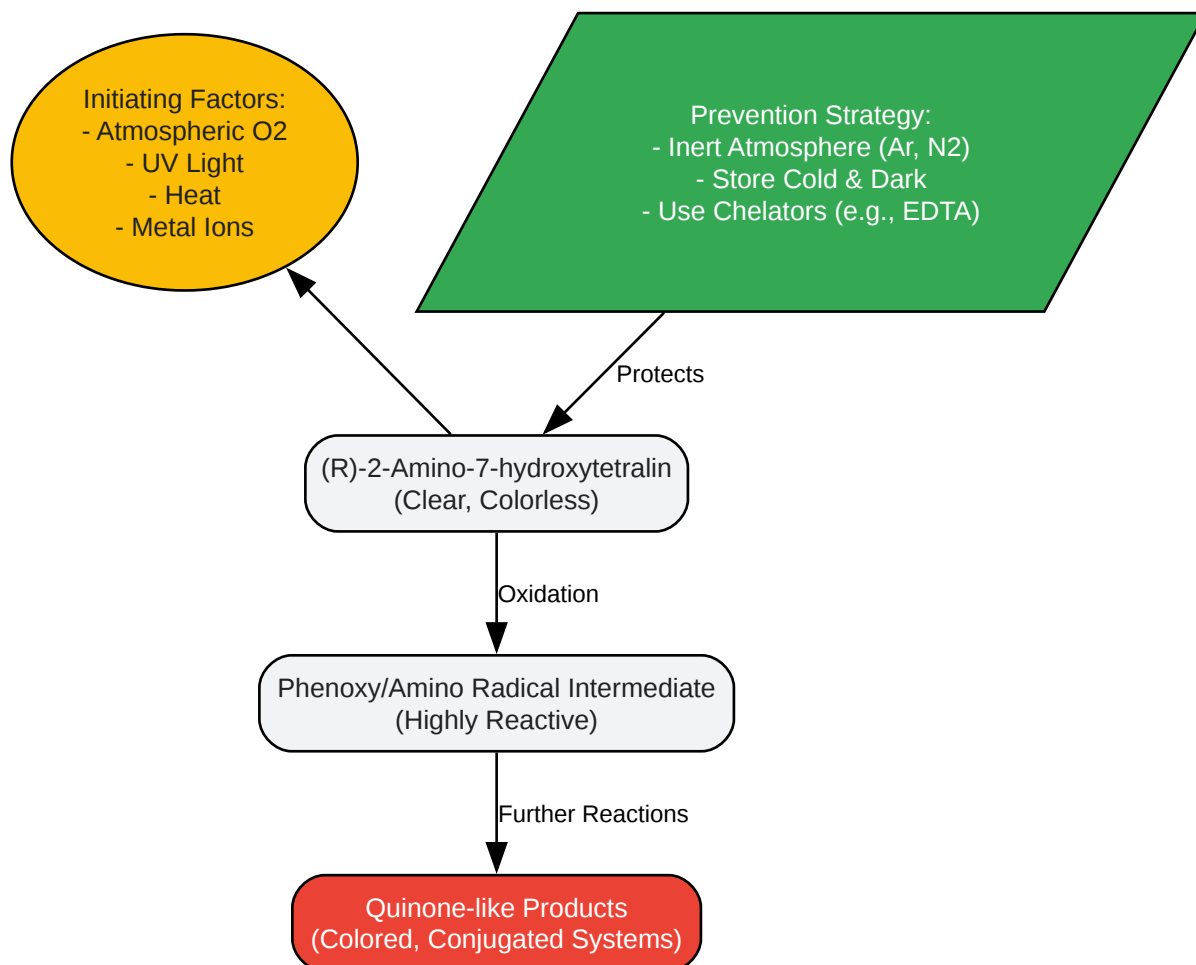 Initiating Factors:
- Atmospheric O2
- UV Light
- Heat
- Metal Ions
Prevention Strategy:
- Inert Atmosphere (Ar, N2)
- Store Cold & Dark
- Use Chelators (e.g., EDTA)
Protects
(R)-2-Amino-7-hydroxytetralin
(Clear, Colorless)
Oxidation
Phenoxy/Amino Radical Intermediate
(Highly Reactive)
Further Reactions
Quinone-like Products
(Colored, Conjugated Systems)